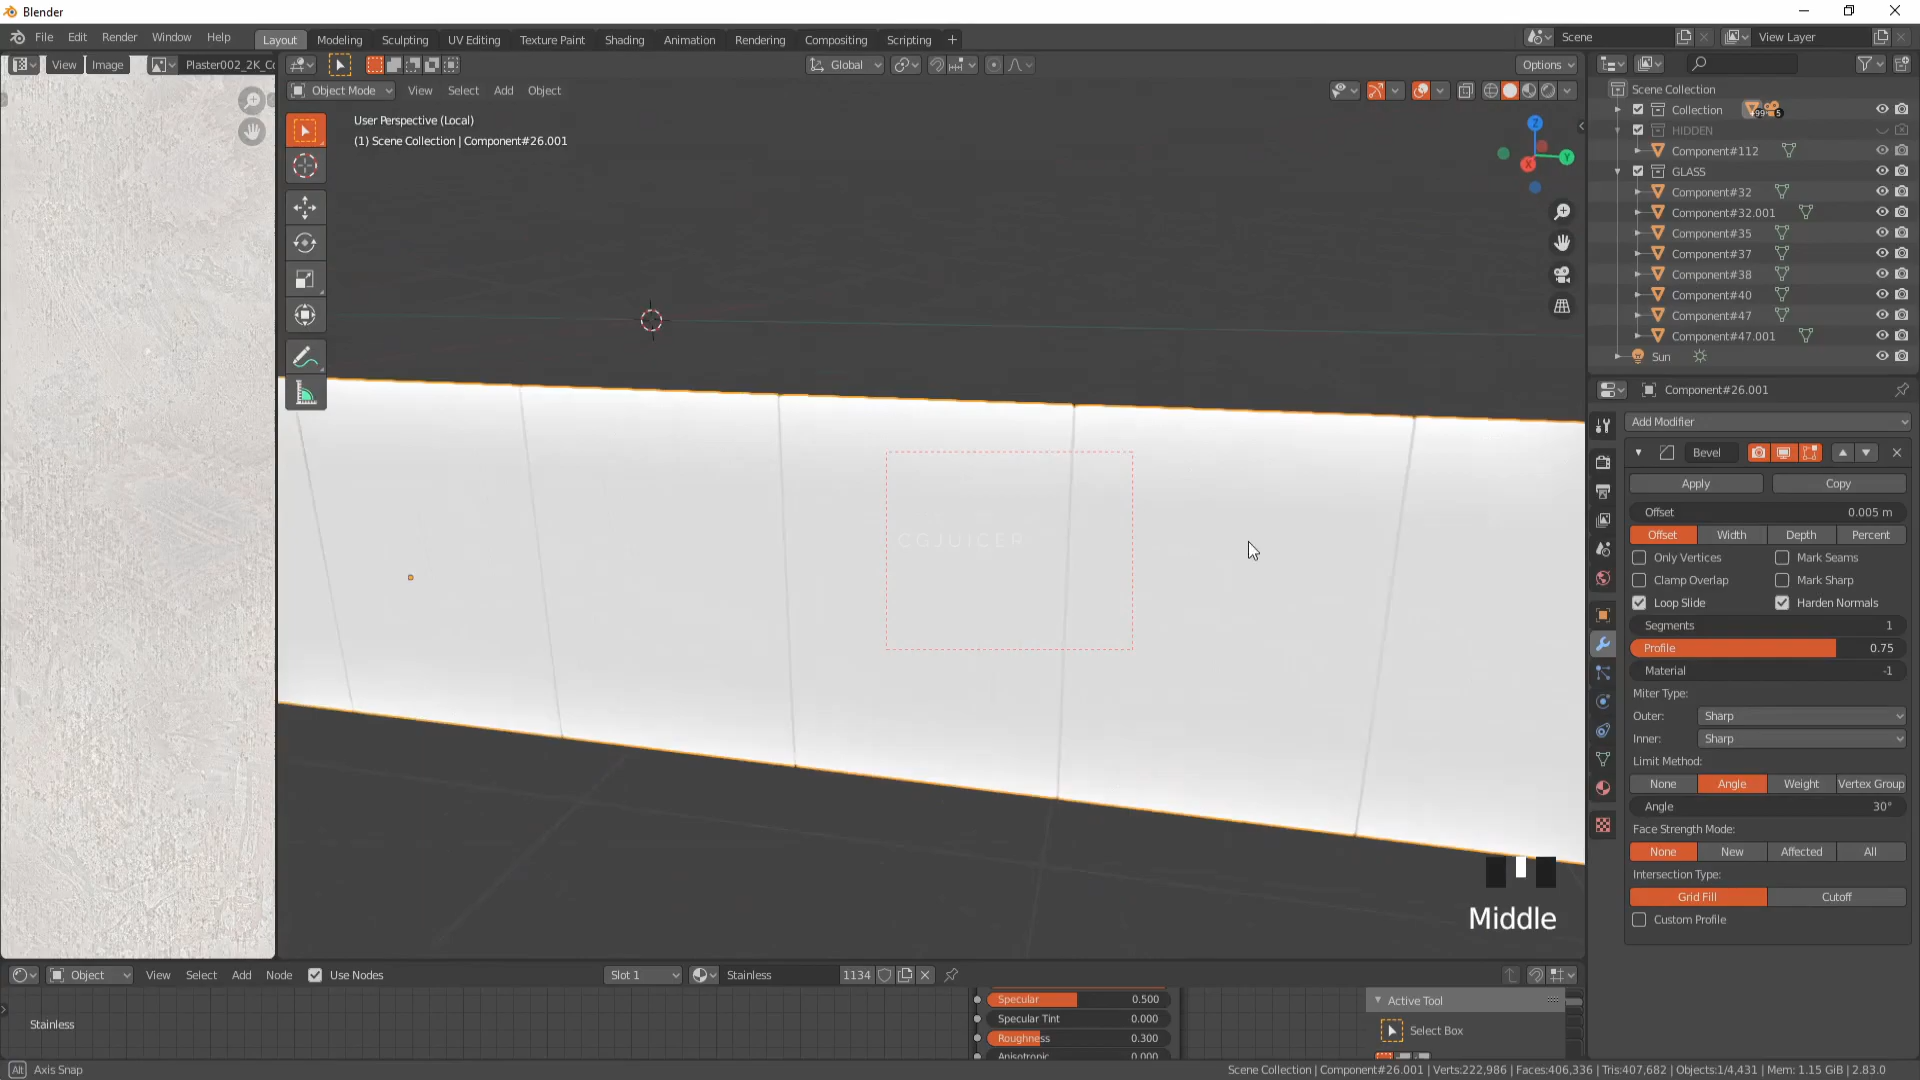 Blender
File Edit Render Window Help
Layout Modeling Sculpting UV Editing Texture Paint Shading Animation Rendering Compositing Scripting +
Scene View Layer
View Image Plaster002_2K_Co
Global Options
Object Mode View Select Add Object
User Perspective (Local)
(1) Scene Collection | Component#26.001
Z
Y
X
CGJUICER
Middle
Scene Collection
Collection +99 5
HIDDEN
Component#112
GLASS
Component#32
Component#32.001
Component#35
Component#37
Component#38
Component#40
Component#47
Component#47.001
Sun
Component#26.001
Add Modifier
Bevel
Apply Copy
Offset 0.005 m
Offset Width Depth Percent
Only Vertices Mark Seams
Clamp Overlap Mark Sharp
Loop Slide Harden Normals
Segments 1
Profile 0.75
Material -1
Miter Type:
Outer: Sharp
Inner: Sharp
Limit Method:
None Angle Weight Vertex Group
Angle 30°
Face Strength Mode:
None New Affected All
Intersection Type:
Grid Fill Cutoff
Custom Profile
Object View Select Add Node Use Nodes Slot 1 Stainless 1134
Stainless
Specular 0.500
Specular Tint 0.000
Roughness 0.300
Anisotropic 0.000
Active Tool
Select Box
Alt Axis Snap
Scene Collection | Component#26.001 | Verts:222,986 | Faces:406,336 | Tris:407,682 | Objects:1/4,431 | Mem: 1.15 GiB | 2.83.0